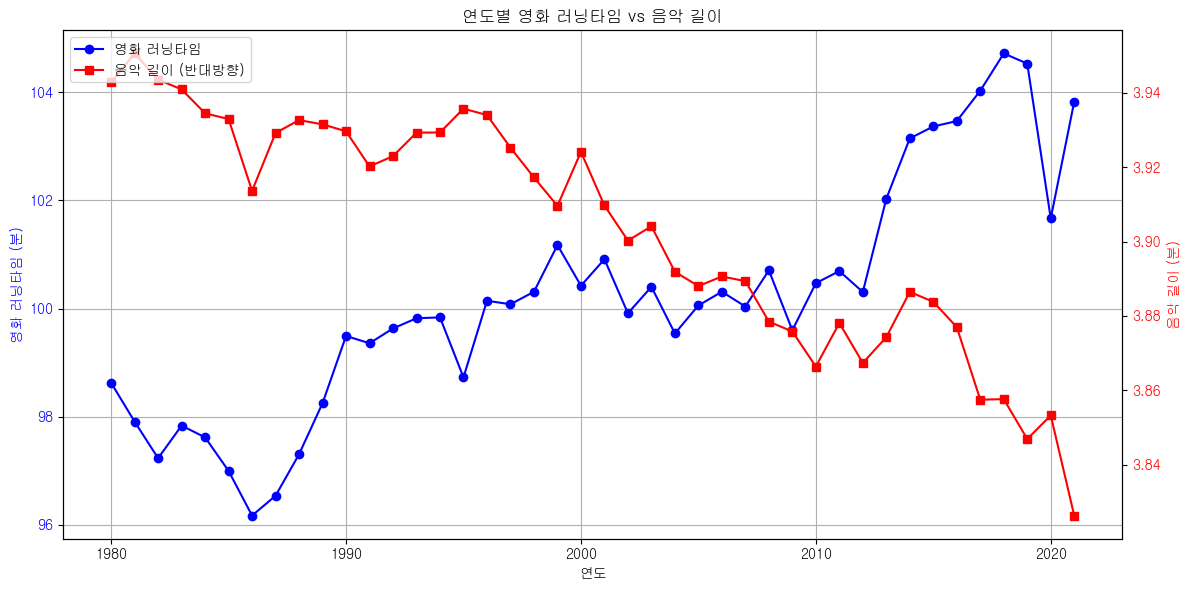 연도별 영화 러닝타임 vs 음악 길이
영화 러닝타임
음악 길이 (반대방향)
104
102
100
98
96
영화 러닝타임 (분)
3.94
3.92
3.90
3.88
3.86
3.84
음악 길이 (분)
1980 1990 2000 2010 2020
연도